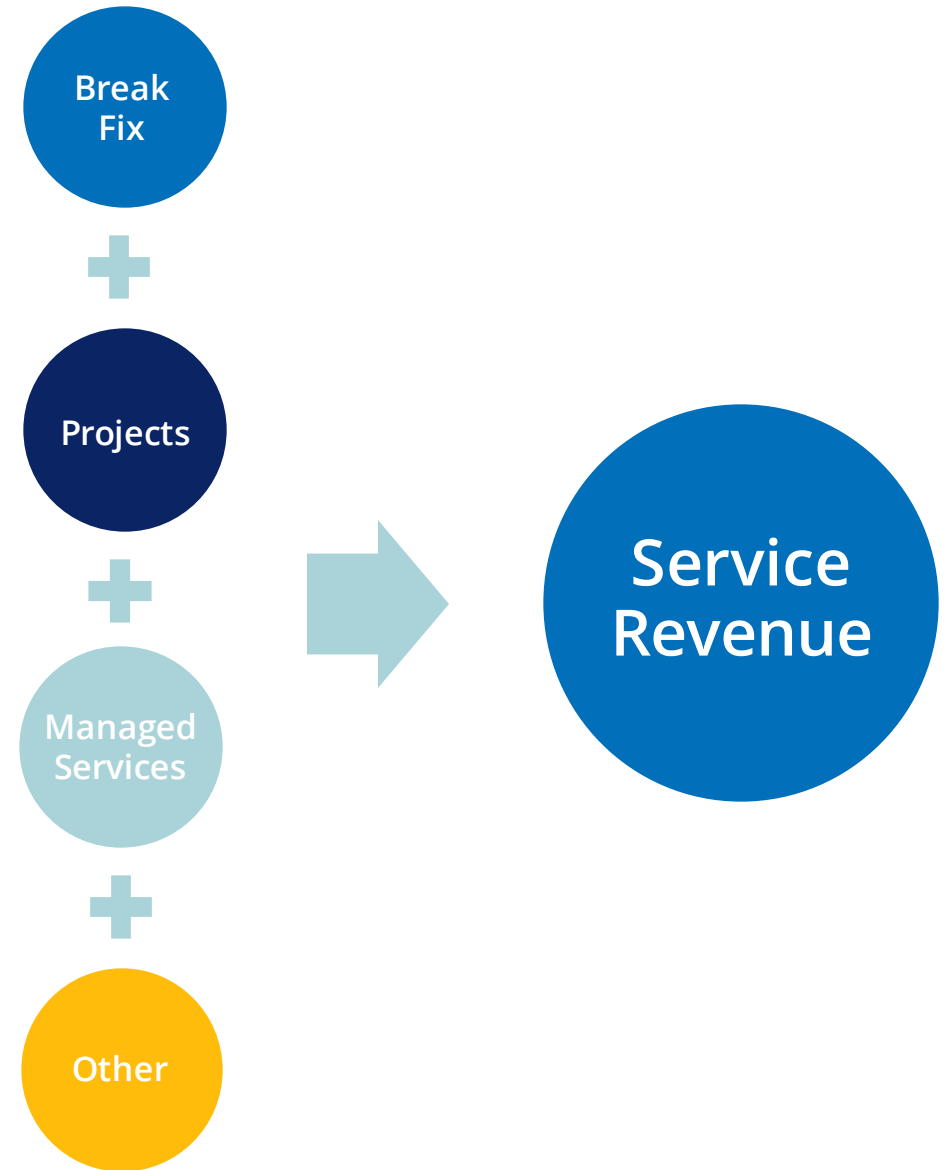 Break
Fix
Projects
Managed
Services
Other
Service
Revenue